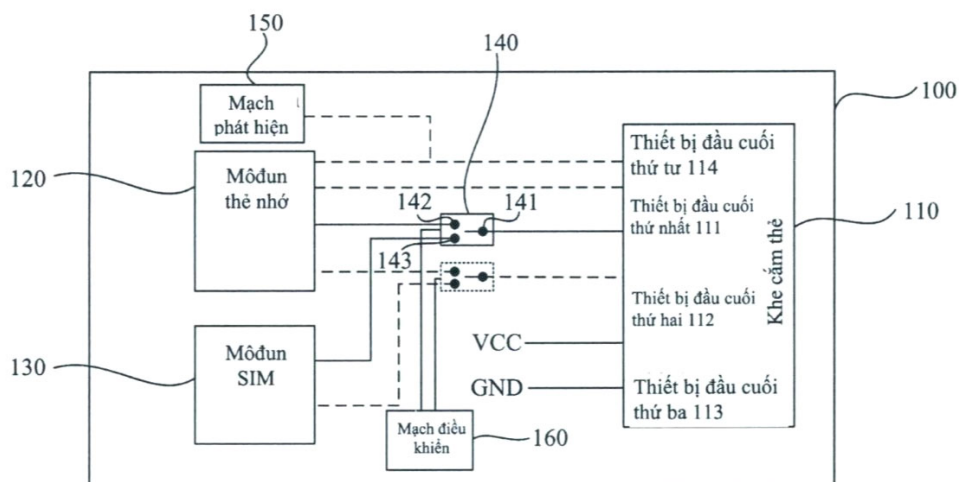 150
140
100
Mạch
phát hiện
Thiết bị đầu cuối
thứ tư 114
120
Môđun
thẻ nhớ
142
141
Thiết bị đầu cuối
thứ nhất 111
110
143
Khe cắm thẻ
Thiết bị đầu cuối
thứ hai 112
VCC
130
Môđun
SIM
GND
Thiết bị đầu cuối
thứ ba 113
Mạch điều
khiển
160